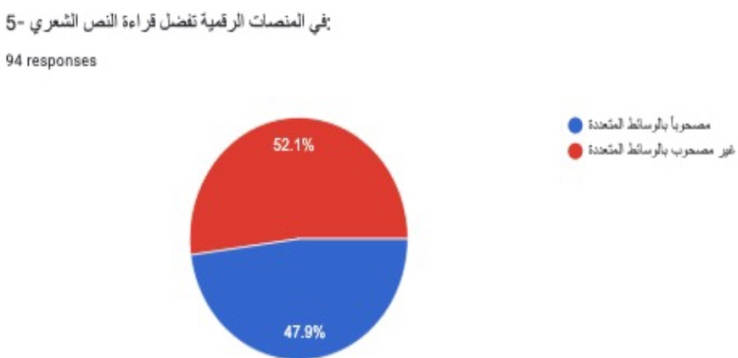 5- في المنصات الرقمية تفضل قراءة النص الشعري:
94 responses
مصحوباً بالوسائط المتعددة
غير مصحوب بالوسائط المتعددة
52.1%
47.9%